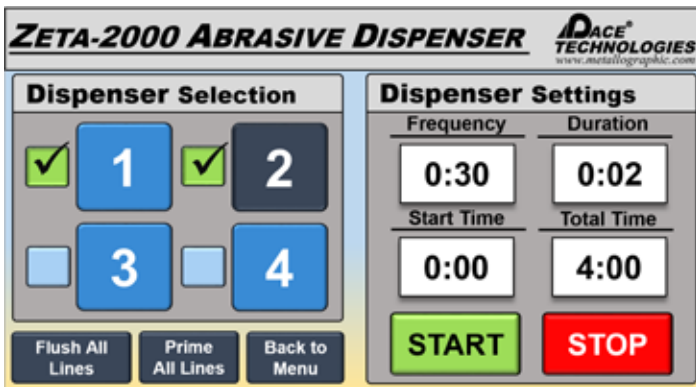 ZETA-2000 ABRASIVE DISPENSER
PACE®
TECHNOLOGIES
www.metallographic.com
Dispenser Selection
1
2
3
4
Flush All
Lines
Prime
All Lines
Back to
Menu
Dispenser Settings
Frequency
Duration
0:30
0:02
Start Time
Total Time
0:00
4:00
START
STOP